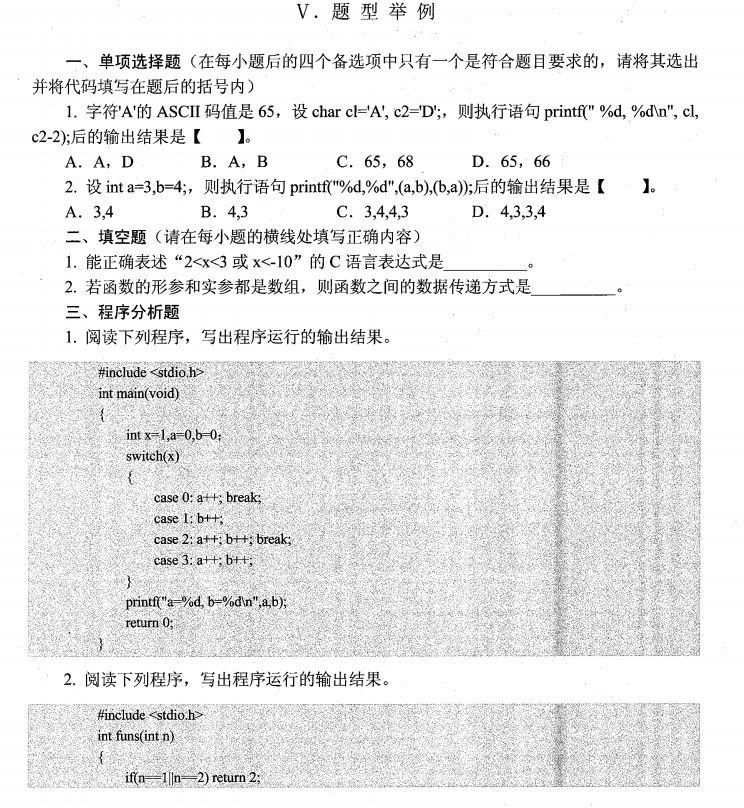 V．题 型 举 例
一、单项选择题（在每小题后的四个备选项中只有一个是符合题目要求的，请将其选出
并将代码填写在题后的括号内）
1. 字符'A'的 ASCII 码值是 65，设 char cl='A', c2='D';，则执行语句 printf(" %d, %d\n", cl,
c2-2);后的输出结果是【 】。
A．A，D B．A，B C．65，68 D．65，66
2. 设 int a=3,b=4;，则执行语句 printf("%d,%d",(a,b),(b,a));后的输出结果是【 】。
A．3,4 B．4,3 C．3,4,4,3 D．4,3,3,4
二、填空题（请在每小题的横线处填写正确内容）
1. 能正确表述“2<x<3 或 x<-10”的 C 语言表达式是________。
2. 若函数的形参和实参都是数组，则函数之间的数据传递方式是________。
三、程序分析题
1. 阅读下列程序，写出程序运行的输出结果。
#include <stdio.h>
int main(void)
{
int x=1,a=0,b=0;
switch(x)
{
case 0: a++; break;
case 1: b++;
case 2: a++; b++; break;
case 3: a++; b++;
}
printf("a=%d, b=%d\n",a,b);
return 0;
}
2. 阅读下列程序，写出程序运行的输出结果。
#include <stdio.h>
int funs(int n)
{
if(n==1||n==2) return 2;